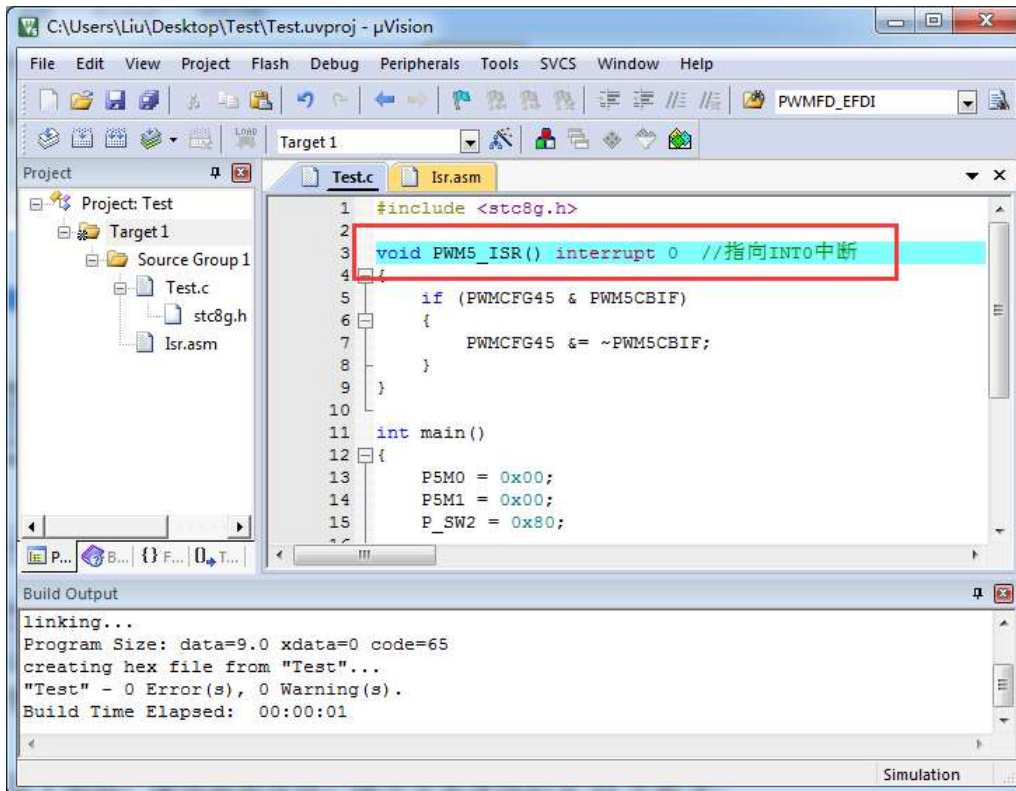 C:\Users\Liu\Desktop\Test\Test.uvproj - µVision
File Edit View Project Flash Debug Peripherals Tools SVCS Window Help
PWMFD_EFDI
Target 1
Project
Project: Test
Target 1
Source Group 1
Test.c
stc8g.h
Isr.asm
P... B... {} F... T...
Test.c Isr.asm
1 #include <stc8g.h>
2
3 void PWM5_ISR() interrupt 0 //指向INT0中断
4 {
5 if (PWMCFG45 & PWM5CBIF)
6 {
7 PWMCFG45 &= ~PWM5CBIF;
8 }
9 }
10
11 int main()
12 {
13 P5M0 = 0x00;
14 P5M1 = 0x00;
15 P_SW2 = 0x80;
Build Output
linking...
Program Size: data=9.0 xdata=0 code=65
creating hex file from "Test"...
"Test" - 0 Error(s), 0 Warning(s).
Build Time Elapsed: 00:00:01
Simulation